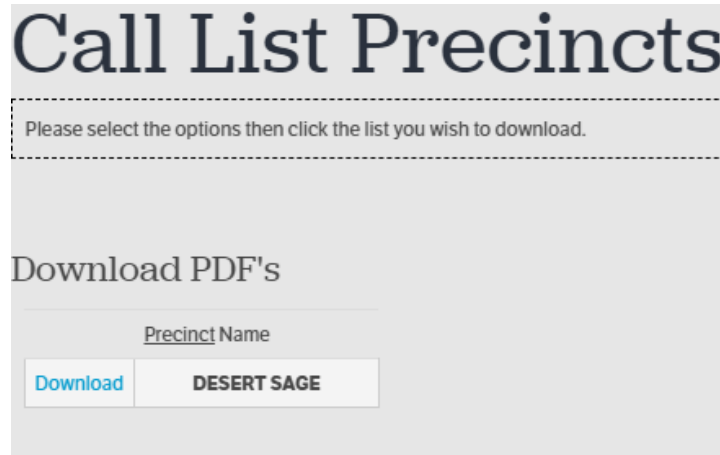 Call List Precincts
Please select the options then click the list you wish to download.
Download PDF's
Precinct Name
Download DESERT SAGE